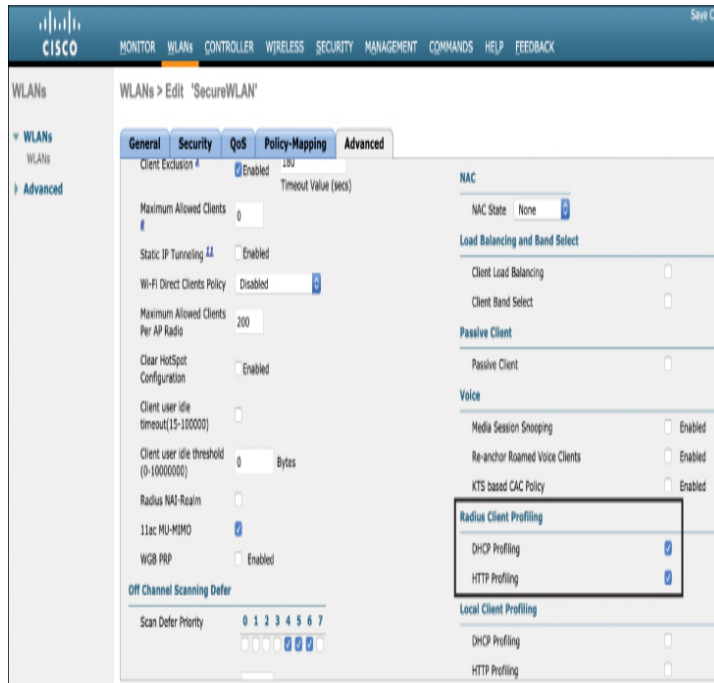 Save C
CISCO
MONITOR WLANs CONTROLLER WIRELESS SECURITY MANAGEMENT COMMANDS HELP FEEDBACK
WLANs
WLANs > Edit 'SecureWLAN'
WLANs
WLANs
Advanced
General Security QoS Policy-Mapping Advanced
Client Exclusion Enabled 180
Timeout Value (secs)
Maximum Allowed Clients 0
Static IP Tunneling 11 Enabled
Wi-Fi Direct Clients Policy Disabled
Maximum Allowed Clients
Per AP Radio 200
Clear HotSpot
Configuration Enabled
Client user idle
timeout(15-100000)
Client user idle threshold
(0-10000000) 0 Bytes
Radius NAI-Realm
11ac MU-MIMO
WGB PRP Enabled
Off Channel Scanning Defer
Scan Defer Priority 0 1 2 3 4 5 6 7
NAC
NAC State None
Load Balancing and Band Select
Client Load Balancing
Client Band Select
Passive Client
Passive Client
Voice
Media Session Snooping Enabled
Re-anchor Roamed Voice Clients Enabled
KTS based CAC Policy Enabled
Radius Client Profiling
DHCP Profiling
HTTP Profiling
Local Client Profiling
DHCP Profiling
HTTP Profiling